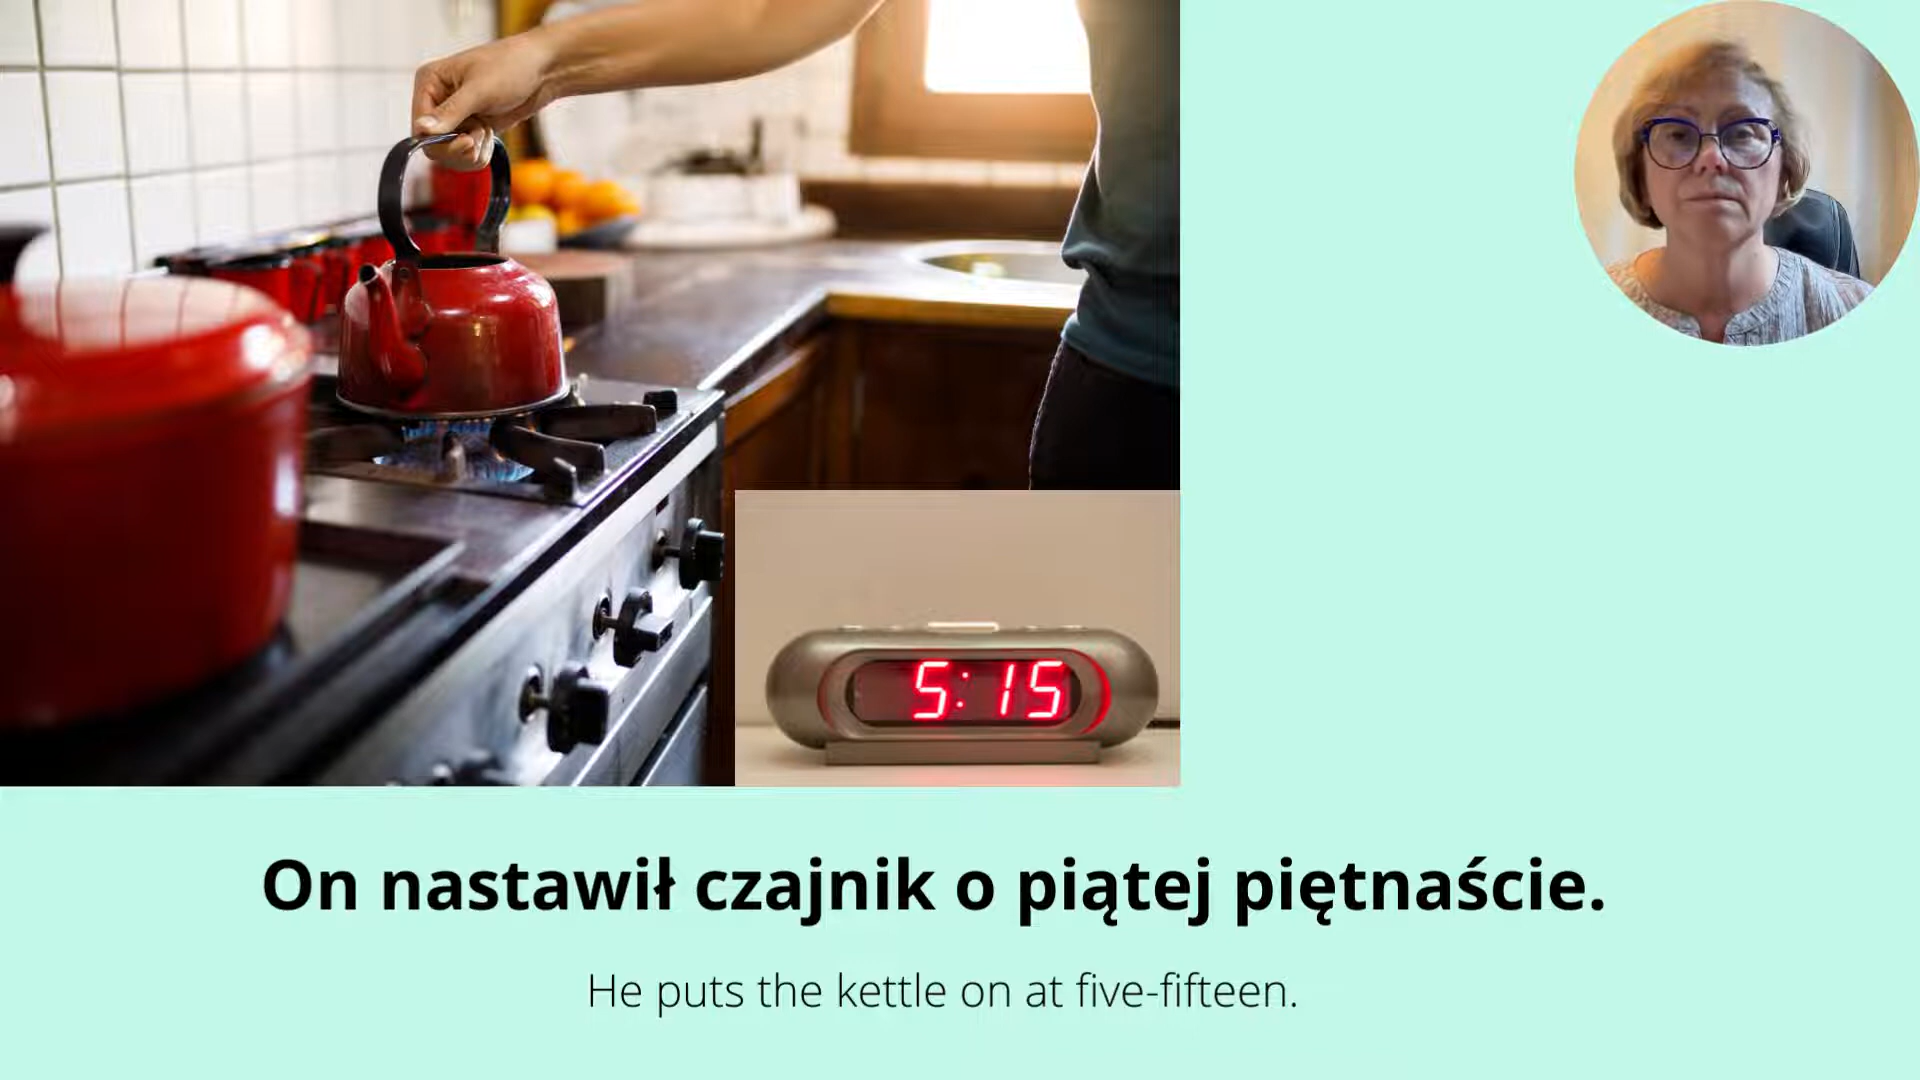 5:15
On nastawił czajnik o piątej piętnaście.
He puts the kettle on at five-fifteen.